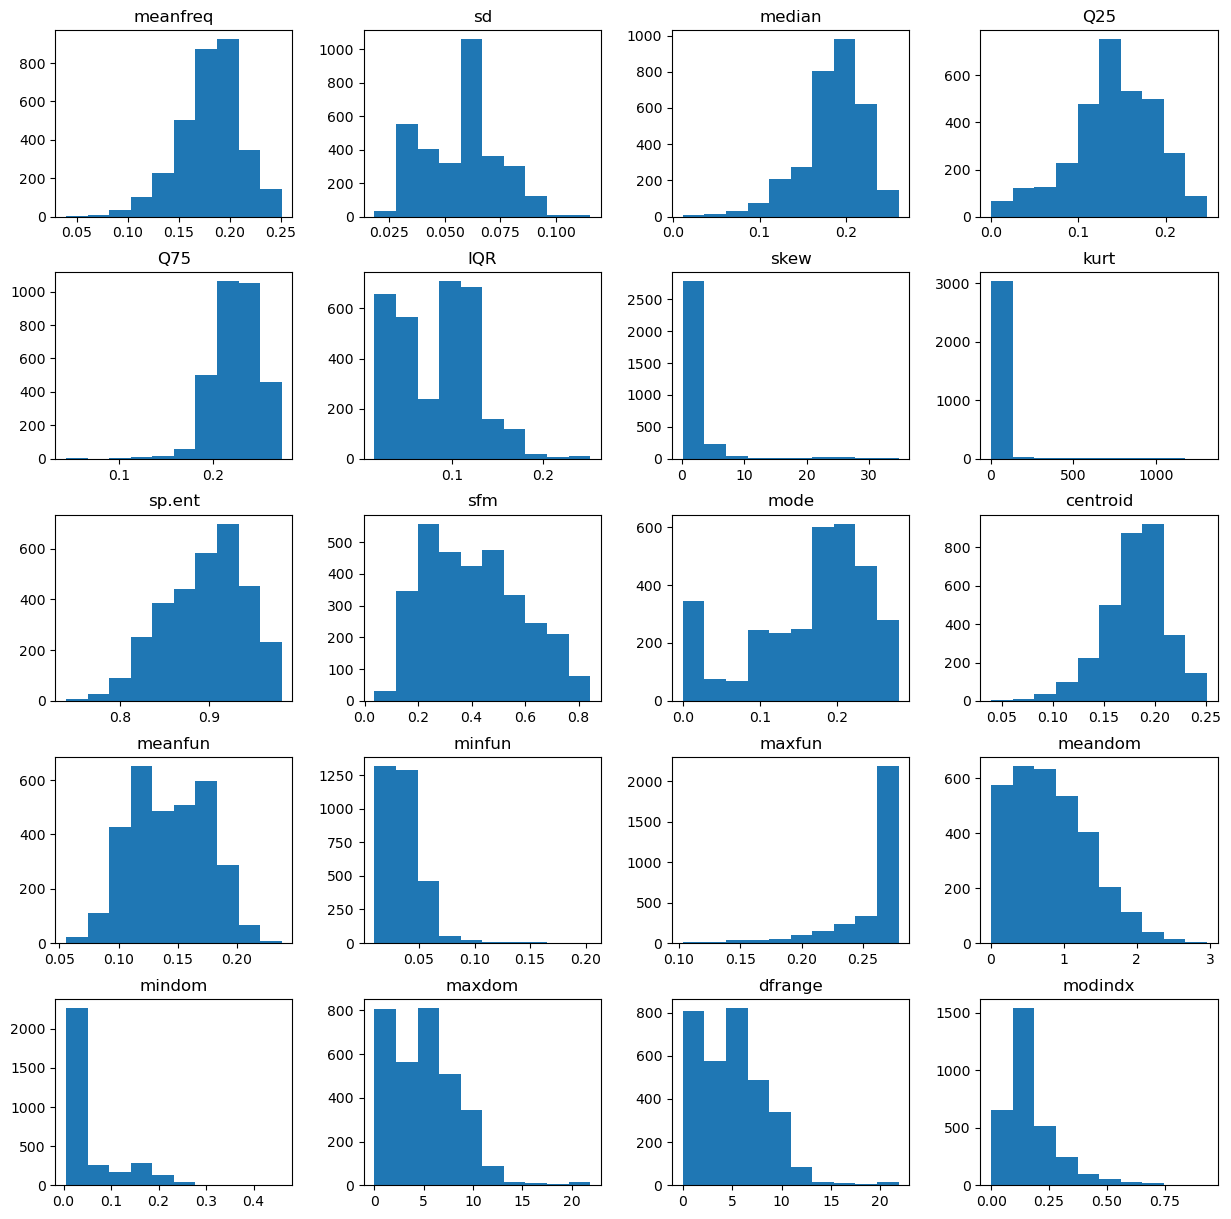 meanfreq sd median Q25
800 600 400 200 0
0.05 0.10 0.15 0.20 0.25
1000 800 600 400 200 0
0.025 0.050 0.075 0.100
1000 800 600 400 200 0
0.0 0.1 0.2
600 400 200 0
0.0 0.1 0.2
Q75 IQR skew kurt
1000 800 600 400 200 0
0.1 0.2
600 400 200 0
0.1 0.2
2500 2000 1500 1000 500 0
0 10 20 30
3000 2000 1000 0
0 500 1000
sp.ent sfm mode centroid
600 400 200 0
0.8 0.9
500 400 300 200 100 0
0.0 0.2 0.4 0.6 0.8
600 400 200 0
0.0 0.1 0.2
800 600 400 200 0
0.05 0.10 0.15 0.20 0.25
meanfun minfun maxfun meandom
600 400 200 0
0.05 0.10 0.15 0.20
1250 1000 750 500 250 0
0.05 0.10 0.15 0.20
2000 1500 1000 500 0
0.10 0.15 0.20 0.25
600 400 200 0
0 1 2 3
mindom maxdom dfrange modindx
2000 1500 1000 500 0
0.0 0.1 0.2 0.3 0.4
800 600 400 200 0
0 5 10 15 20
800 600 400 200 0
0 5 10 15 20
1500 1000 500 0
0.00 0.25 0.50 0.75